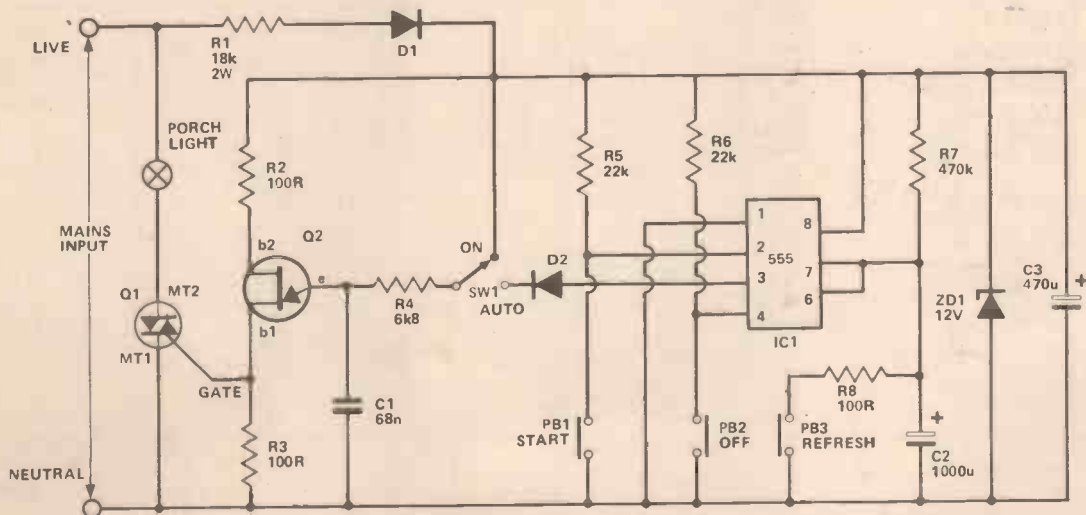 LIVE
R1
18k
2W
D1
PORCH
LIGHT
R2
100R
b2
Q2
e
b1
R4
6k8
ON
SW1
AUTO
D2
R5
22k
R6
22k
1
2
3
4
555
8
7
6
IC1
R7
470k
ZD1
12V
C3
470u
+
MAINS
INPUT
Q1
MT2
MT1
GATE
R3
100R
C1
68n
PB1
START
PB2
OFF
R8
100R
PB3
REFRESH
+
C2
1000u
NEUTRAL